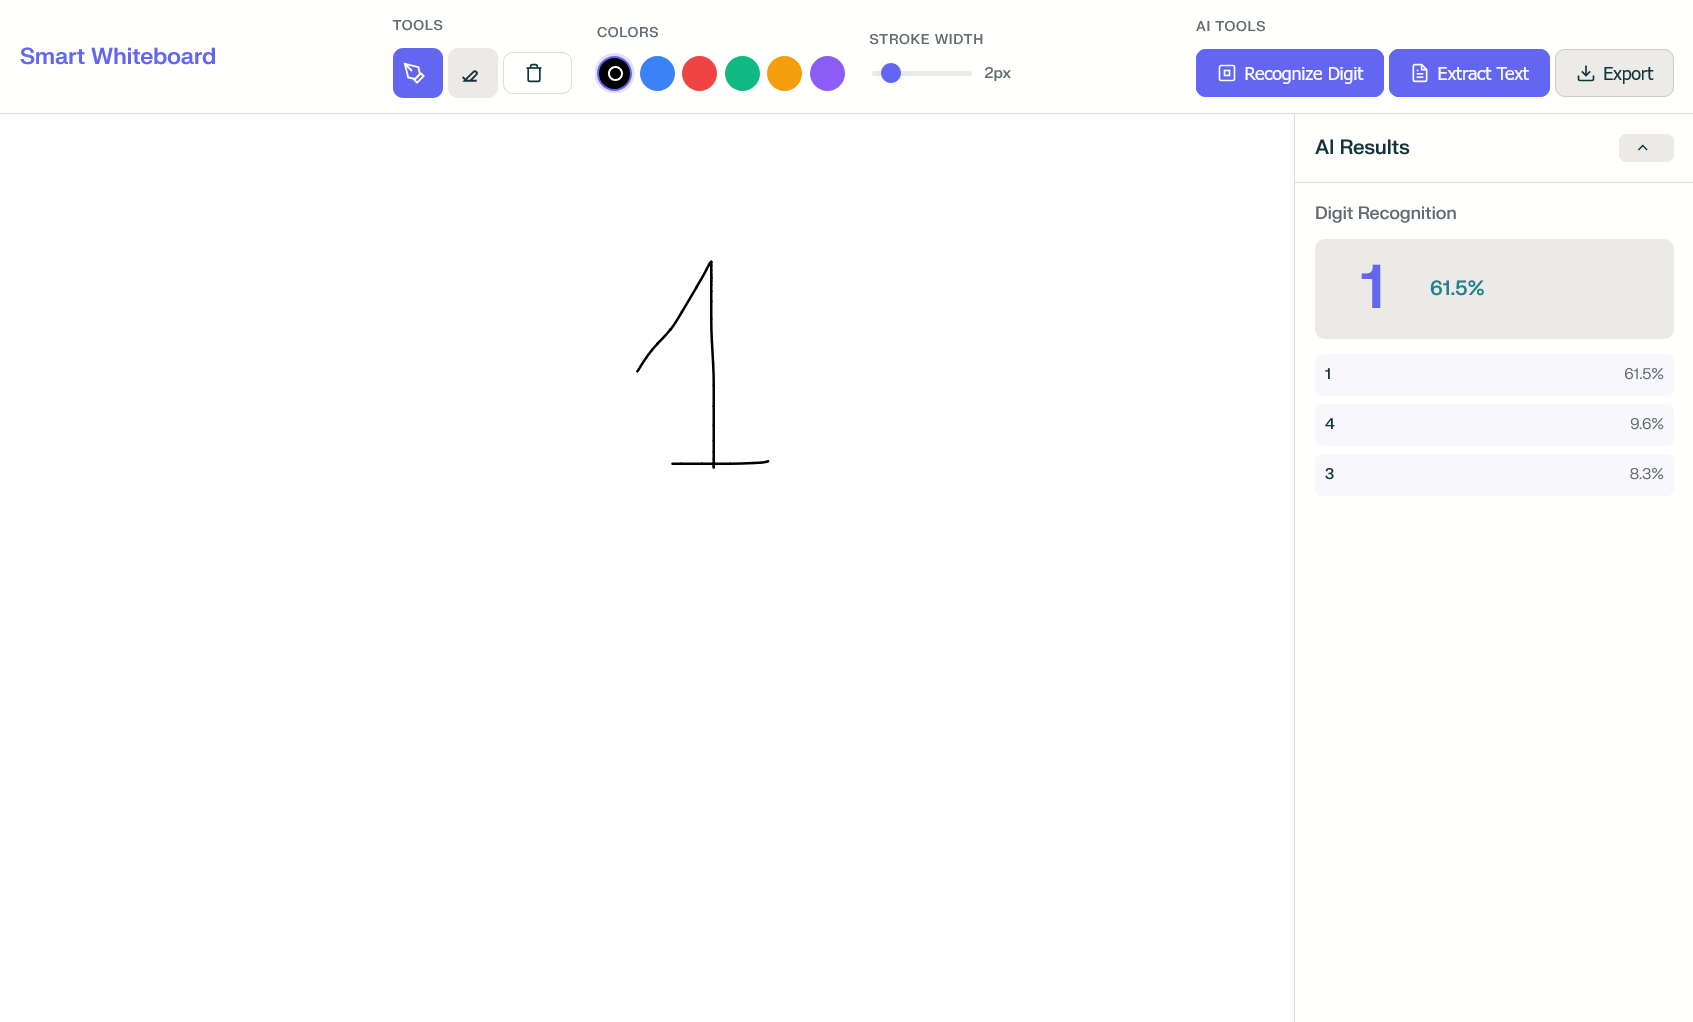 Smart Whiteboard
TOOLS
COLORS
STROKE WIDTH
2px
AI TOOLS
Recognize Digit
Extract Text
Export
1
AI Results
Digit Recognition
1 61.5%
1 61.5%
4 9.6%
3 8.3%